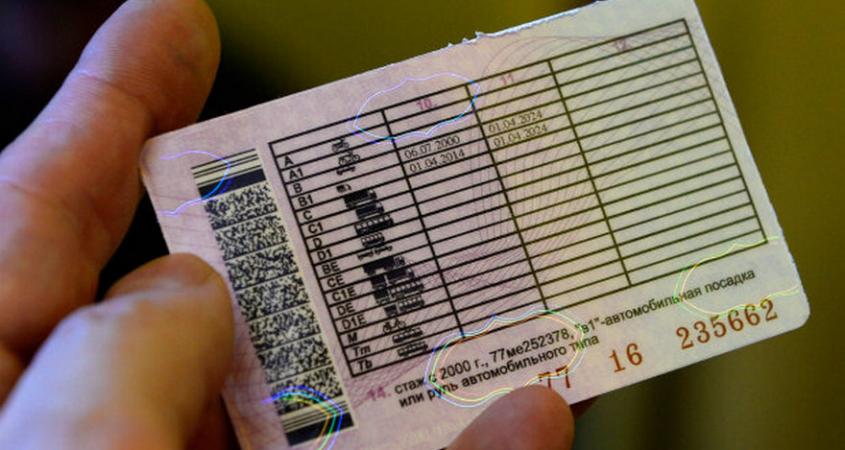 10. 11. 12.
A
A1
B 06.07.2000 01.04.2024
B1 01.04.2014 01.04.2024
C
C1
D
D1
BE
CE
C1E
DE
D1E
M
Tm
Tb
14. стаж с 2000 г., 77ме252378, "в1"-автомобильная посадка
или руль автомобильного типа
77 16 235662